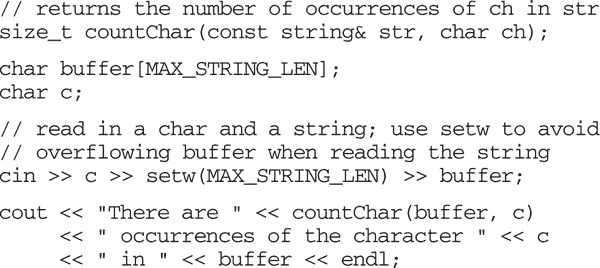 // returns the number of occurrences of ch in str
size_t countChar(const string& str, char ch);
char buffer[MAX_STRING_LEN];
char c;
// read in a char and a string; use setw to avoid
// overflowing buffer when reading the string
cin >> c >> setw(MAX_STRING_LEN) >> buffer;
cout << "There are " << countChar(buffer, c)
     << " occurrences of the character " << c
     << " in " << buffer << endl;